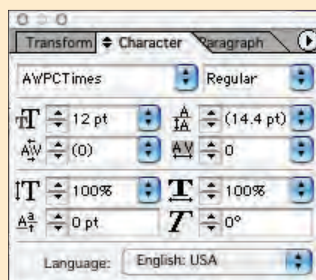 Transform Character Paragraph
AWPCTimes Regular
12 pt (14.4 pt)
(0) 0
100% 100%
0 pt 0°
Language: English: USA